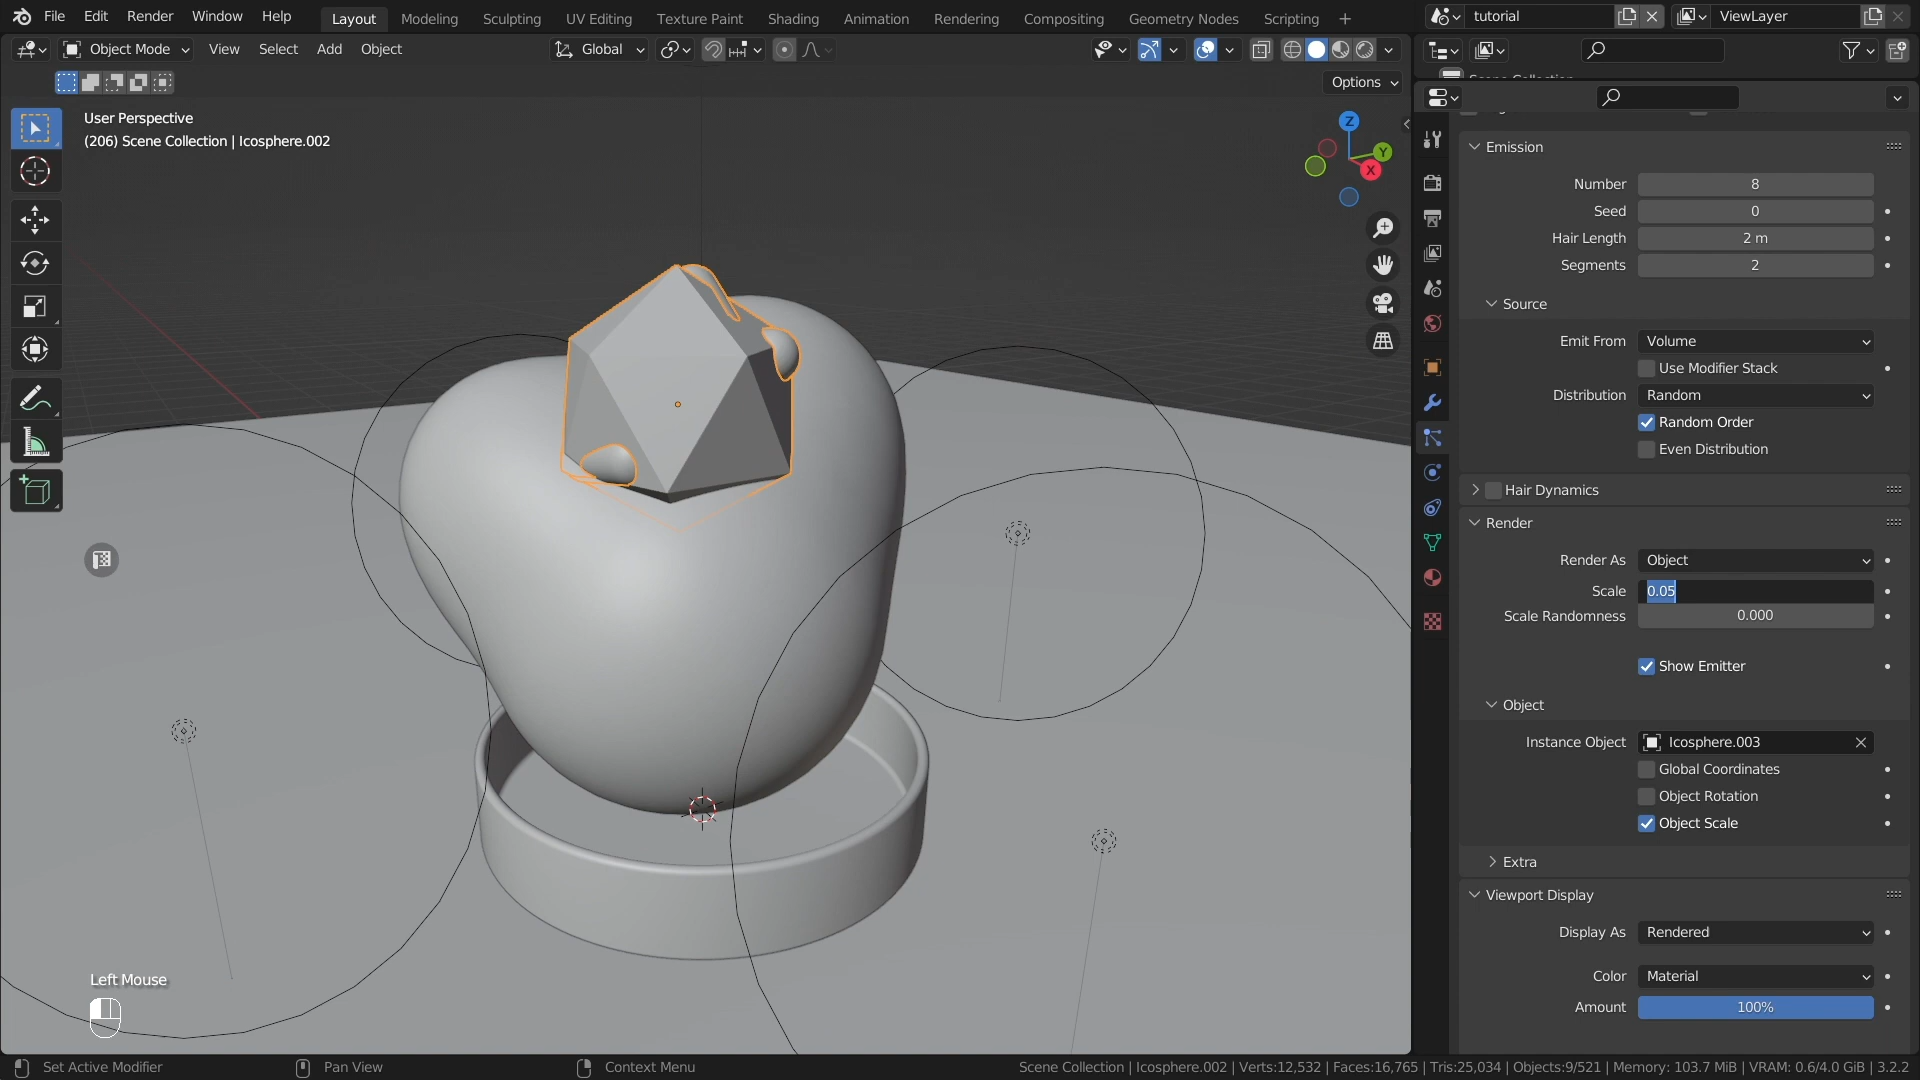 File Edit Render Window Help
Layout Modeling Sculpting UV Editing Texture Paint Shading Animation Rendering Compositing Geometry Nodes Scripting +
tutorial
ViewLayer
Object Mode View Select Add Object
Global
Options
User Perspective
(206) Scene Collection | Icosphere.002
Z
Y
X
Emission
Number 8
Seed 0
Hair Length 2 m
Segments 2
Source
Emit From Volume
Use Modifier Stack
Distribution Random
Random Order
Even Distribution
Hair Dynamics
Render
Render As Object
Scale 0.05
Scale Randomness 0.000
Show Emitter
Object
Instance Object Icosphere.003
Global Coordinates
Object Rotation
Object Scale
Extra
Viewport Display
Display As Rendered
Color Material
Amount 100%
Left Mouse
Set Active Modifier
Pan View
Context Menu
Scene Collection | Icosphere.002 | Verts:12,532 | Faces:16,765 | Tris:25,034 | Objects:9/521 | Memory: 103.7 MiB | VRAM: 0.6/4.0 GiB | 3.2.2